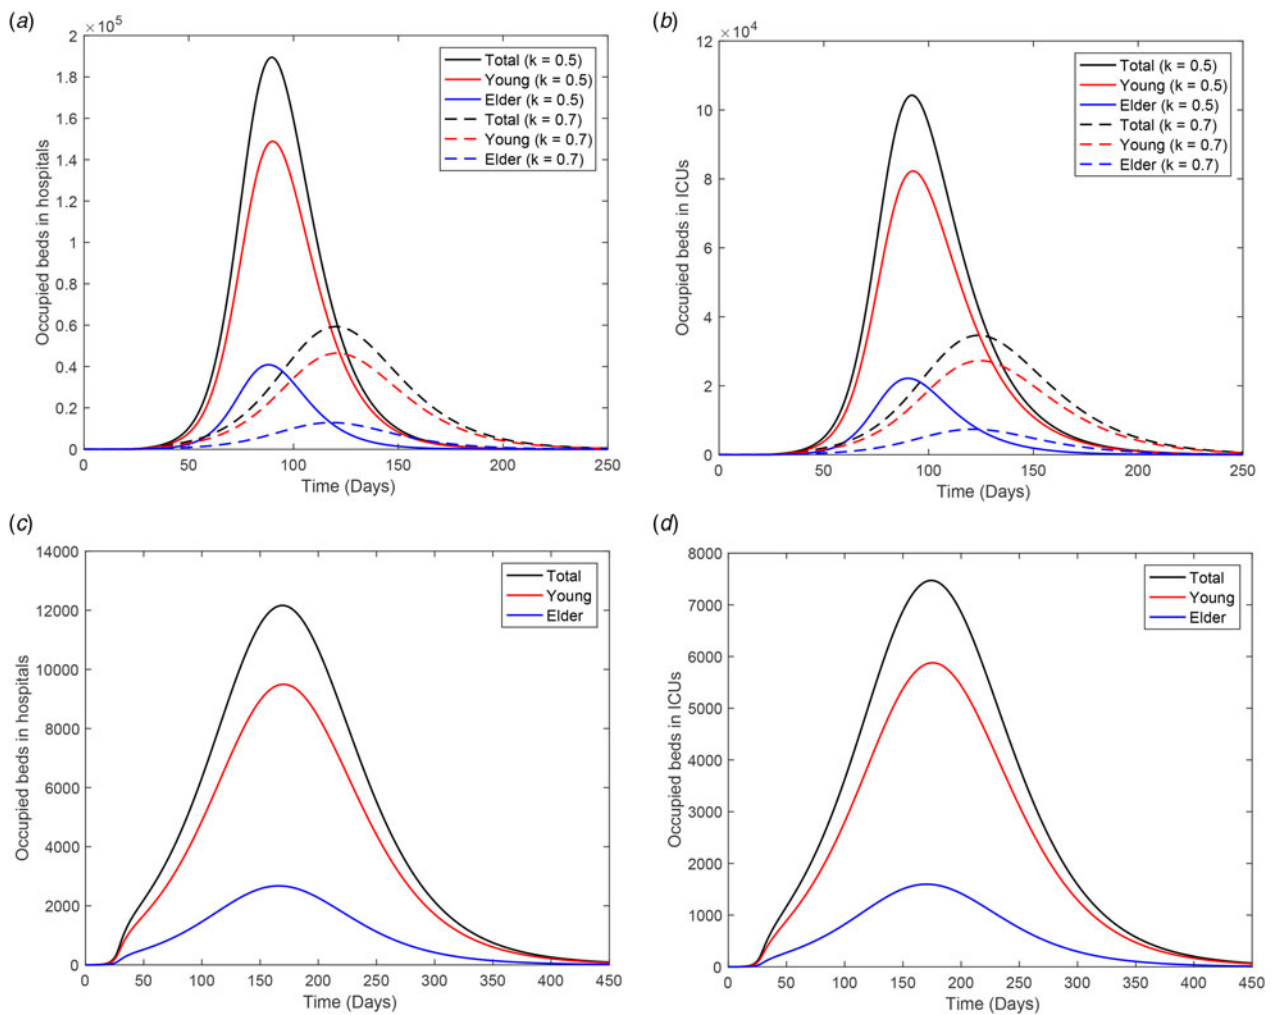 (a)
×10⁵
2
1.8
1.6
1.4
1.2
1
0.8
0.6
0.4
0.2
0
0 50 100 150 200 250
Occupied beds in hospitals
Time (Days)
Total (k = 0.5)
Young (k = 0.5)
Elder (k = 0.5)
Total (k = 0.7)
Young (k = 0.7)
Elder (k = 0.7)
(b)
×10⁴
12
10
8
6
4
2
0
0 50 100 150 200 250
Occupied beds in ICUs
Time (Days)
Total (k = 0.5)
Young (k = 0.5)
Elder (k = 0.5)
Total (k = 0.7)
Young (k = 0.7)
Elder (k = 0.7)
(c)
14000
12000
10000
8000
6000
4000
2000
0
0 50 100 150 200 250 300 350 400 450
Occupied beds in hospitals
Time (Days)
Total
Young
Elder
(d)
8000
7000
6000
5000
4000
3000
2000
1000
0
0 50 100 150 200 250 300 350 400 450
Occupied beds in ICUs
Time (Days)
Total
Young
Elder